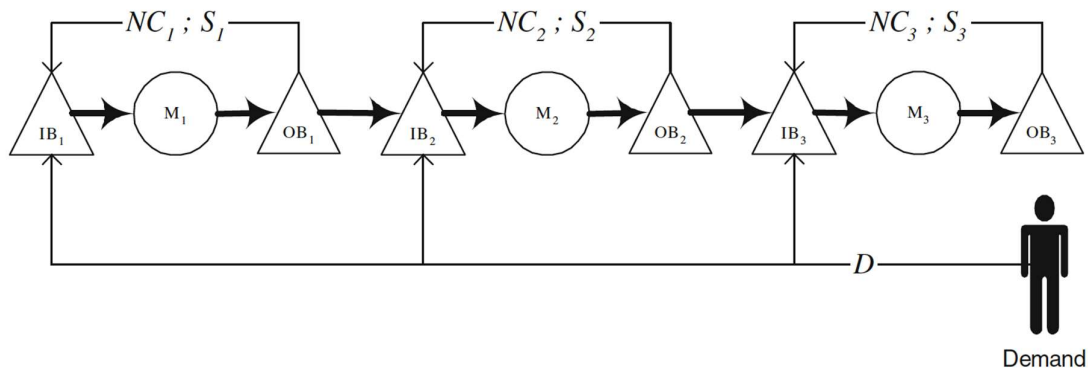 NC₁ ; S₁ NC₂ ; S₂ NC₃ ; S₃
IB₁ M₁ OB₁ IB₂ M₂ OB₂ IB₃ M₃ OB₃
D
Demand